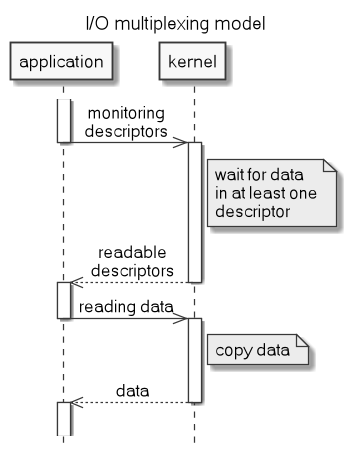 I/O multiplexing model
application
kernel
monitoring
descriptors
wait for data
in at least one
descriptor
readable
descriptors
reading data
copy data
data